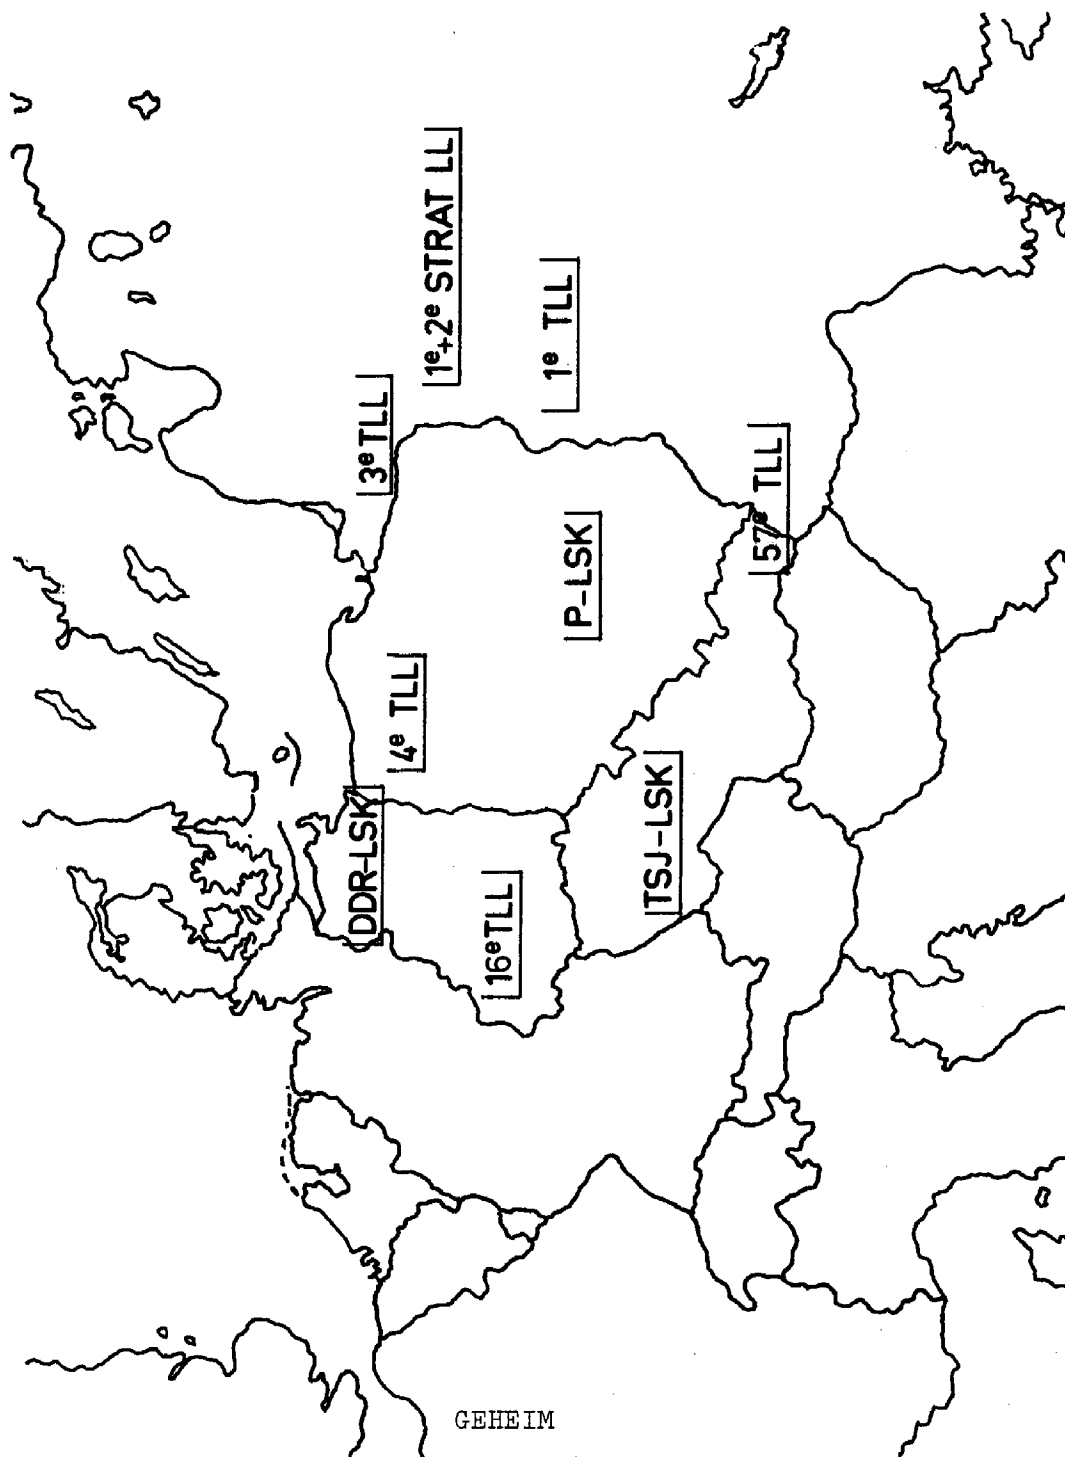 1e+2e STRAT LL
3e TLL
1e TLL
P-LSK
57e TLL
4e TLL
DDR-LSK
TSJ-LSK
16e TLL
GEHEIM